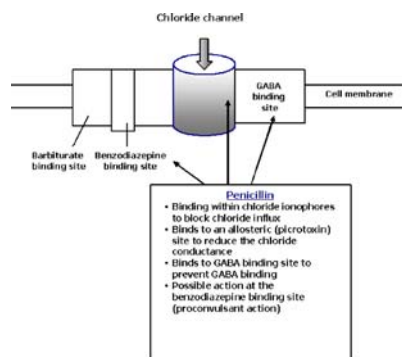 Chloride channel
GABA
binding
site
Cell membrane
Barbiturate
binding site
Benzodiazepine
binding site
Penicillin
• Binding within chloride ionophores
to block chloride influx
• Binds to an allosteric (picrotoxin)
site to reduce the chloride
conductance
• Binds to GABA binding site to
prevent GABA binding
• Possible action at the
benzodiazepine binding site
(proconvulsant action)